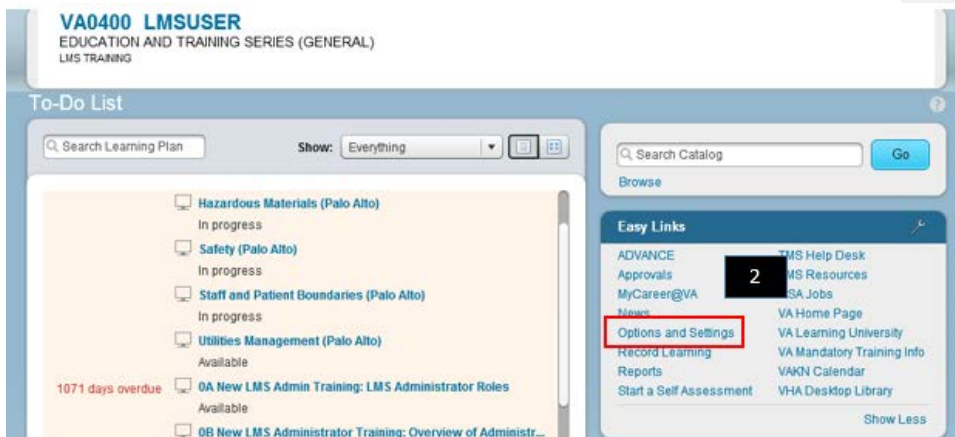 VA0400 LMSUSER
EDUCATION AND TRAINING SERIES (GENERAL)
LMS TRAINING
To-Do List
?
Search Learning Plan
Show: Everything
Hazardous Materials (Palo Alto)
In progress
Safety (Palo Alto)
In progress
Staff and Patient Boundaries (Palo Alto)
In progress
Utilities Management (Palo Alto)
Available
1071 days overdue
0A New LMS Admin Training: LMS Administrator Roles
Available
0B New LMS Administrator Training: Overview of Administr...
Search Catalog
Go
Browse
Easy Links
ADVANCE
Approvals
MyCareer@VA
News
Options and Settings
Record Learning
Reports
Start a Self Assessment
2
TMS Help Desk
MS Resources
SA Jobs
VA Home Page
VA Learning University
VA Mandatory Training Info
VAKN Calendar
VHA Desktop Library
Show Less